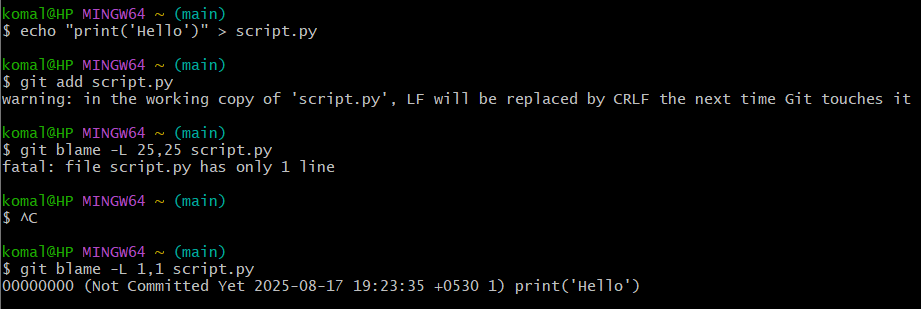 komal@HP MINGW64 ~ (main)
$ echo "print('Hello')" > script.py
komal@HP MINGW64 ~ (main)
$ git add script.py
warning: in the working copy of 'script.py', LF will be replaced by CRLF the next time Git touches it
komal@HP MINGW64 ~ (main)
$ git blame -L 25,25 script.py
fatal: file script.py has only 1 line
komal@HP MINGW64 ~ (main)
$ ^C
komal@HP MINGW64 ~ (main)
$ git blame -L 1,1 script.py
00000000 (Not Committed Yet 2025-08-17 19:23:35 +0530 1) print('Hello')